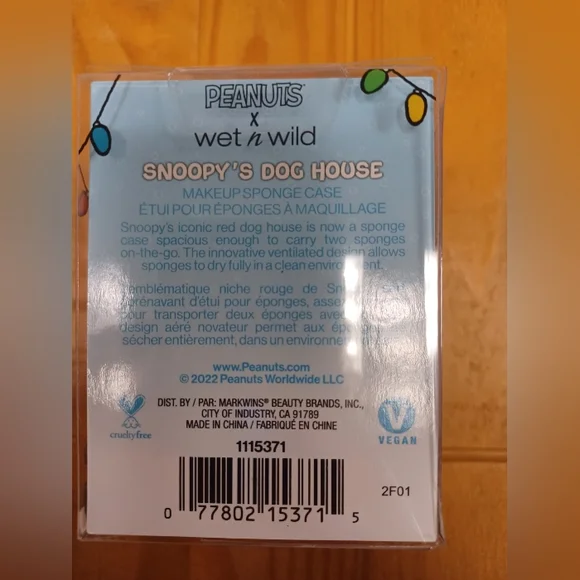 PEANUTS
X
wet n wild
SNOOPY'S DOG HOUSE
MAKEUP SPONGE CASE
ÉTUI POUR ÉPONGES À MAQUILLAGE
Snoopy's iconic red dog house is now a sponge
case spacious enough to carry two sponges
on-the-go. The innovative ventilated design allows
sponges to dry fully in a clean environment.
emblématique niche rouge de
pour transporter deux éponges avec
design aéré novateur permet aux
sécher entièrement, dans un
www.Peanuts.com
© 2022 Peanuts Worldwide LLC
DIST. BY / PAR: MARKWINS® BEAUTY BRANDS, INC.,
CITY OF INDUSTRY, CA 91789
MADE IN CHINA / FABRIQUÉ EN CHINE
crueltyfree
V
VEGAN
1115371
2F01
0 77802 15371 5